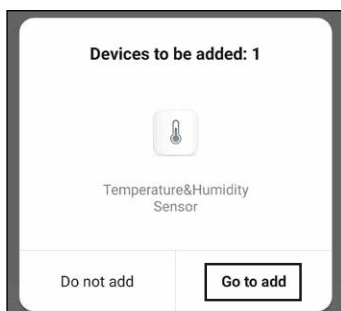 Devices to be added: 1
Temperature&Humidity
Sensor
Do not add
Go to add